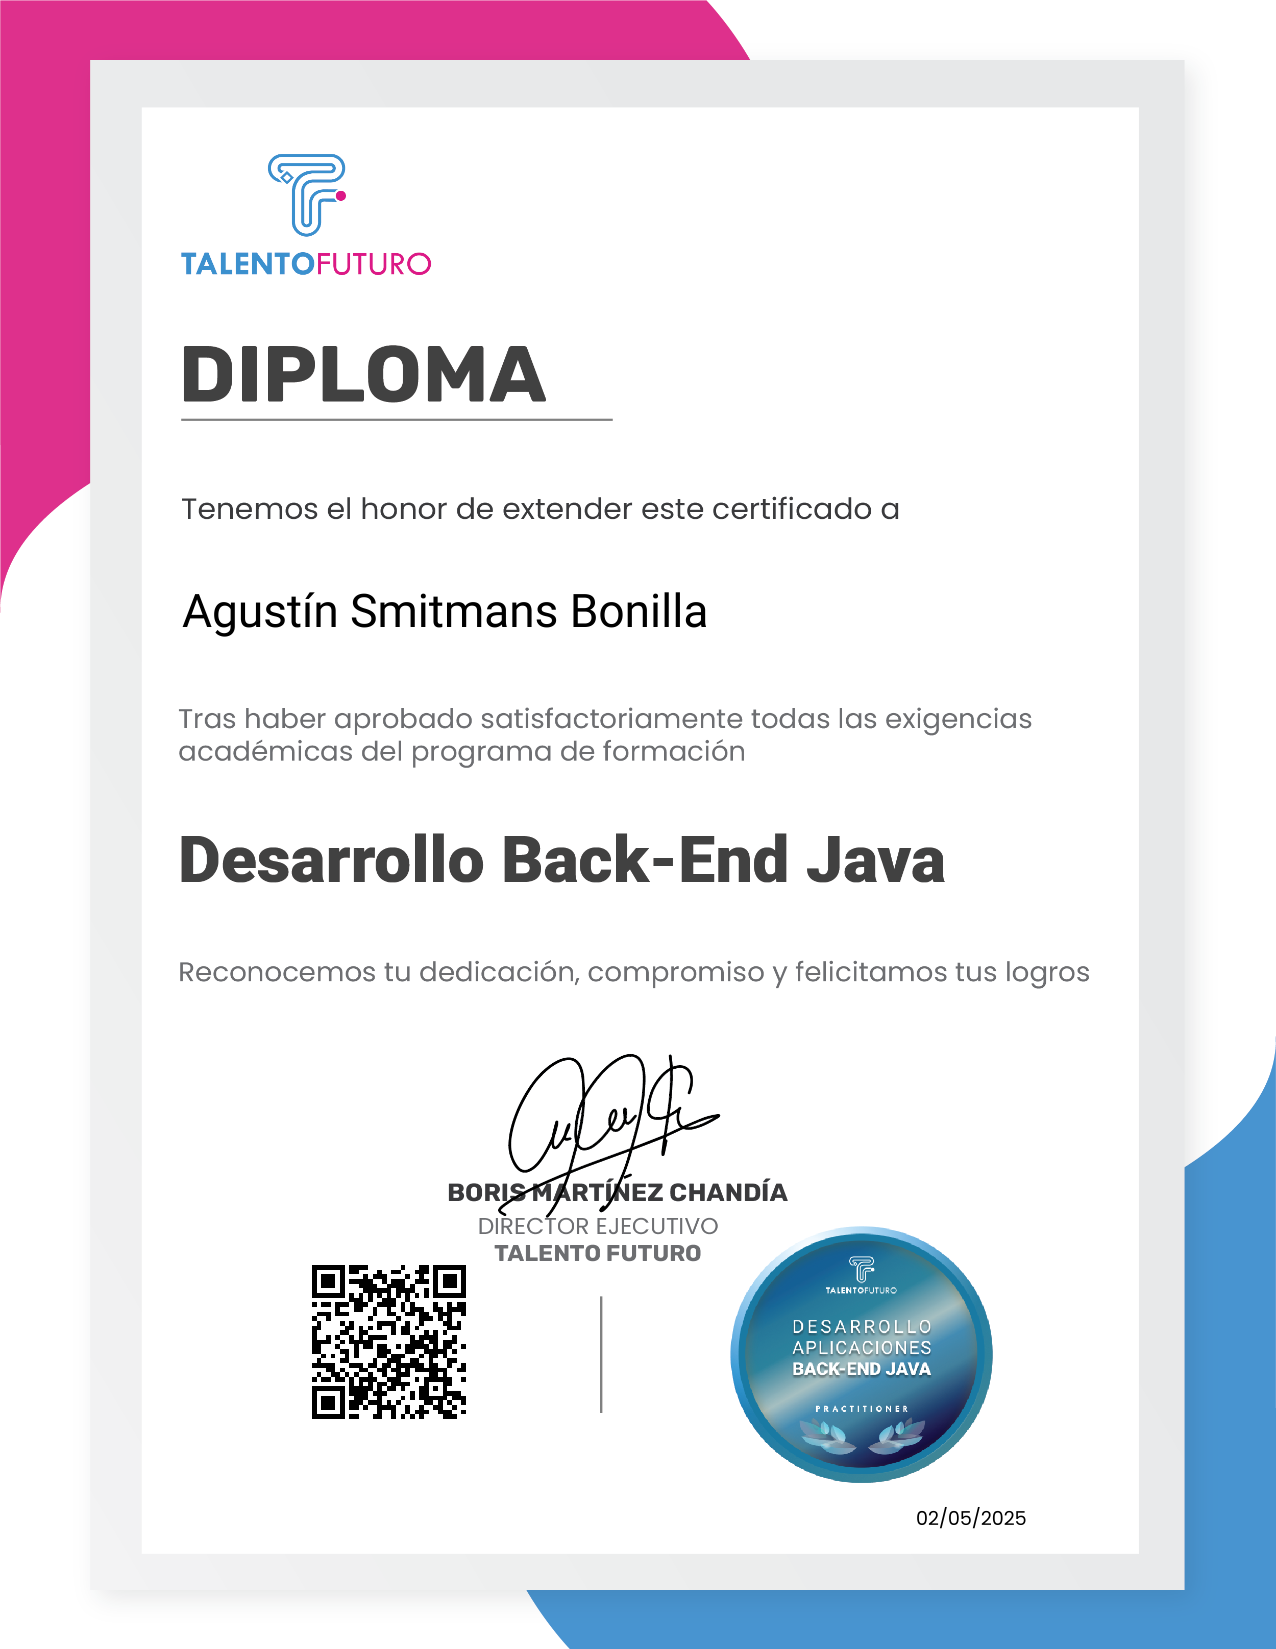 TALENTOFUTURO
DIPLOMA
Tenemos el honor de extender este certificado a
Agustín Smitmans Bonilla
Tras haber aprobado satisfactoriamente todas las exigencias
académicas del programa de formación
Desarrollo Back-End Java
Reconocemos tu dedicación, compromiso y felicitamos tus logros
BORIS MARTÍNEZ CHANDÍA
DIRECTOR EJECUTIVO
TALENTO FUTURO
TALENTOFUTURO
DESARROLLO
APLICACIONES
BACK-END JAVA
PRACTITIONER
02/05/2025